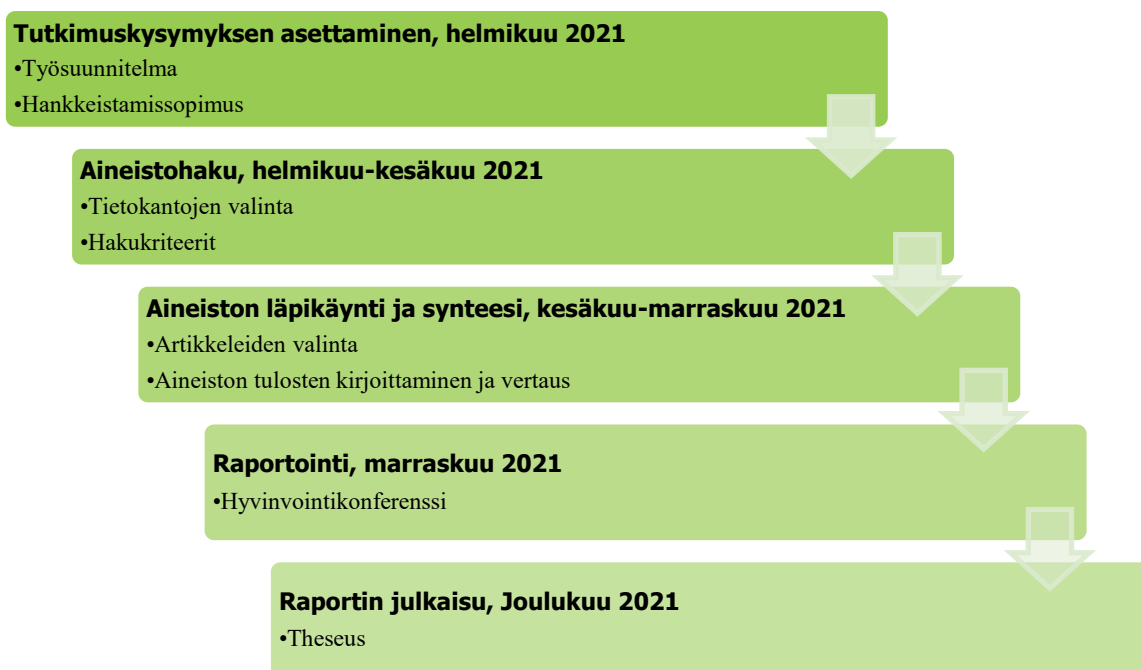 Tutkimuskysymyksen asettaminen, helmikuu 2021
•Työsuunnitelma
•Hankkeistamissopimus
Aineistohaku, helmikuu-kesäkuu 2021
•Tietokantojen valinta
•Hakukriteerit
Aineiston läpikäynti ja synteesi, kesäkuu-marraskuu 2021
•Artikkeleiden valinta
•Aineiston tulosten kirjoittaminen ja vertaus
Raportointi, marraskuu 2021
•Hyvinvointikonferenssi
Raportin julkaisu, Joulukuu 2021
•Theseus